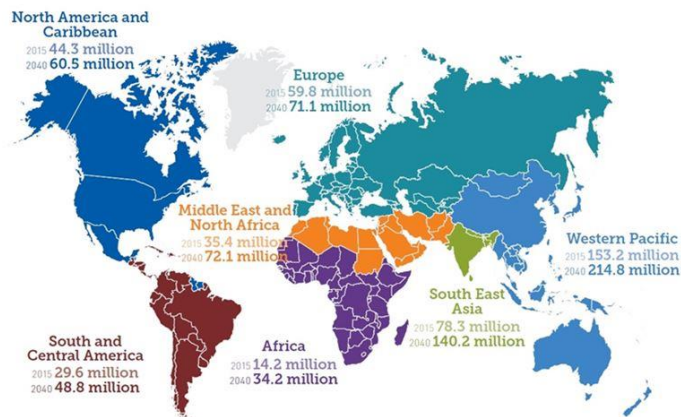 North America and
Caribbean
2015 44.3 million
2040 60.5 million
Europe
2015 59.8 million
2040 71.1 million
Middle East and
North Africa
2015 35.4 million
2040 72.1 million
Western Pacific
2015 153.2 million
2040 214.8 million
South East
Asia
2015 78.3 million
2040 140.2 million
South and
Central America
2015 29.6 million
2040 48.8 million
Africa
2015 14.2 million
2040 34.2 million